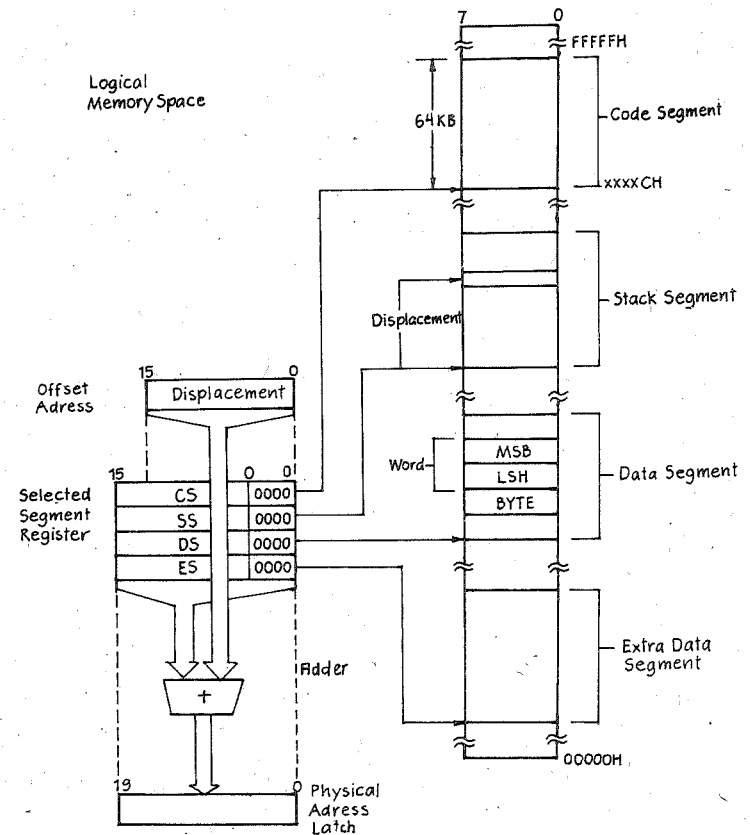 7 0
FFFFFH
Logical
Memory Space
64KB
Code Segment
xxxxCH
Displacement
Stack Segment
15 0
Offset
Adress
Displacement
Word
MSB
LSH
BYTE
Data Segment
15 0 0
Selected
Segment
Register
CS 0000
SS 0000
DS 0000
ES 0000
Adder
+
Extra Data
Segment
00000H
19 0
Physical
Adress
Latch